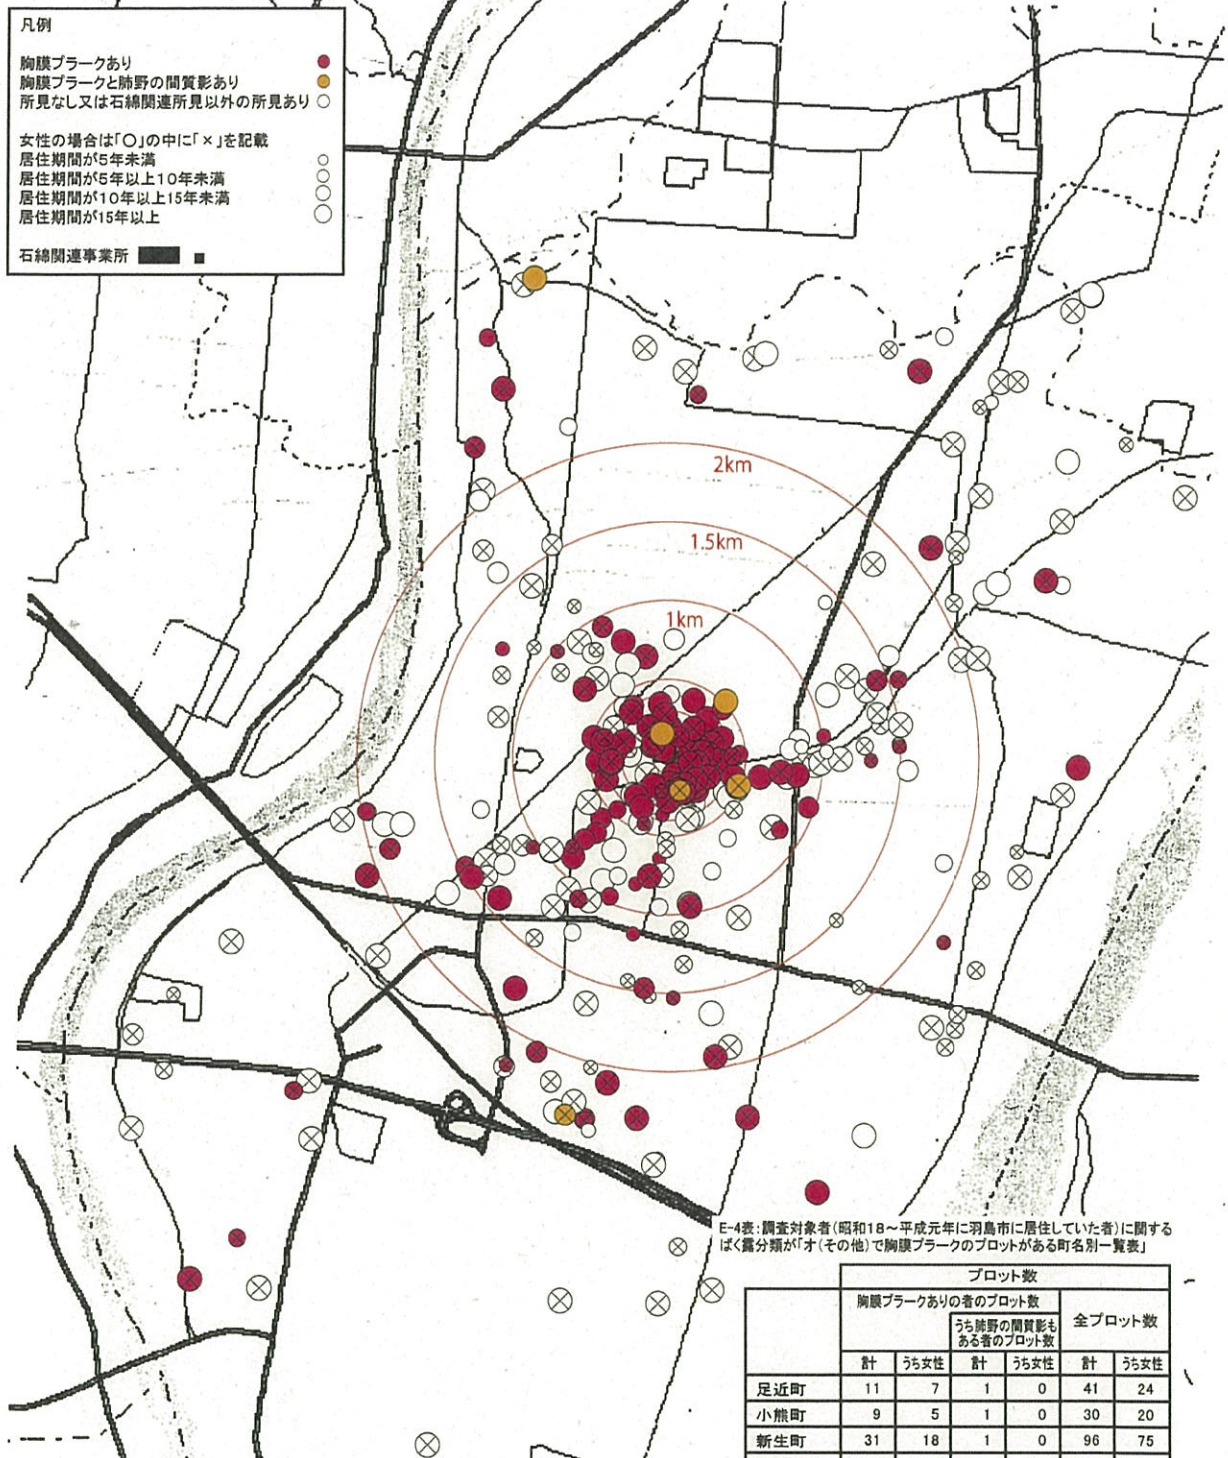 凡例
胸膜プラークあり
胸膜プラークと肺野の間質影あり
所見なし又は石綿関連所見以外の所見あり
女性の場合は「○」の中に「×」を記載
居住期間が5年未満
居住期間が5年以上10年未満
居住期間が10年以上15年未満
居住期間が15年以上
石綿関連事業所
2km
1.5km
1km
E-4表:調査対象者(昭和18～平成元年に羽島市に居住していた者)に関する
ばく露分類が「オ(その他)で胸膜プラークのプロットがある町名別一覧表」
プロット数
胸膜プラークありの者のプロット数 全プロット数
うち肺野の間質影も
ある者のプロット数
計 うち女性 計 うち女性 計 うち女性
足近町 11 7 1 0 41 24
小熊町 9 5 1 0 30 20
新生町 31 18 1 0 96 75